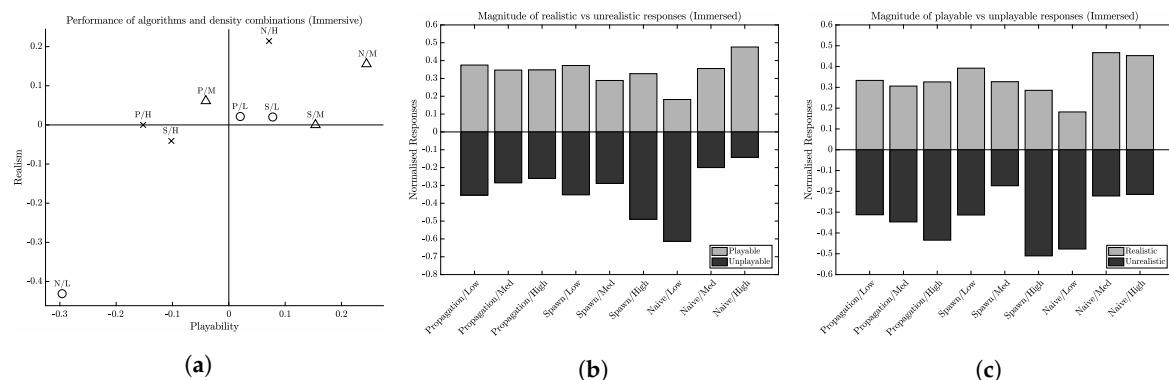 Performance of algorithms and density combinations (Immersive)
Realism
0.2
0.1
0
-0.1
-0.2
-0.3
-0.4
N/H
N/M
P/M
P/L
S/L
S/M
P/H
S/H
N/L
-0.3
-0.2
-0.1
0
0.1
0.2
Playability
(a)
Magnitude of realistic vs unrealistic responses (Immersed)
Normalised Responses
0.6
0.5
0.4
0.3
0.2
0.1
0
-0.1
-0.2
-0.3
-0.4
-0.5
-0.6
-0.7
-0.8
Playable
Unplayable
Propagation/Low
Propagation/Med
Propagation/High
Spawn/Low
Spawn/Med
Spawn/High
Naive/Low
Naive/Med
Naive/High
(b)
Magnitude of playable vs unplayable responses (Immersed)
Normalised Responses
0.6
0.5
0.4
0.3
0.2
0.1
0
-0.1
-0.2
-0.3
-0.4
-0.5
-0.6
Realistic
Unrealistic
Propagation/Low
Propagation/Med
Propagation/High
Spawn/Low
Spawn/Med
Spawn/High
Naive/Low
Naive/Med
Naive/High
(c)